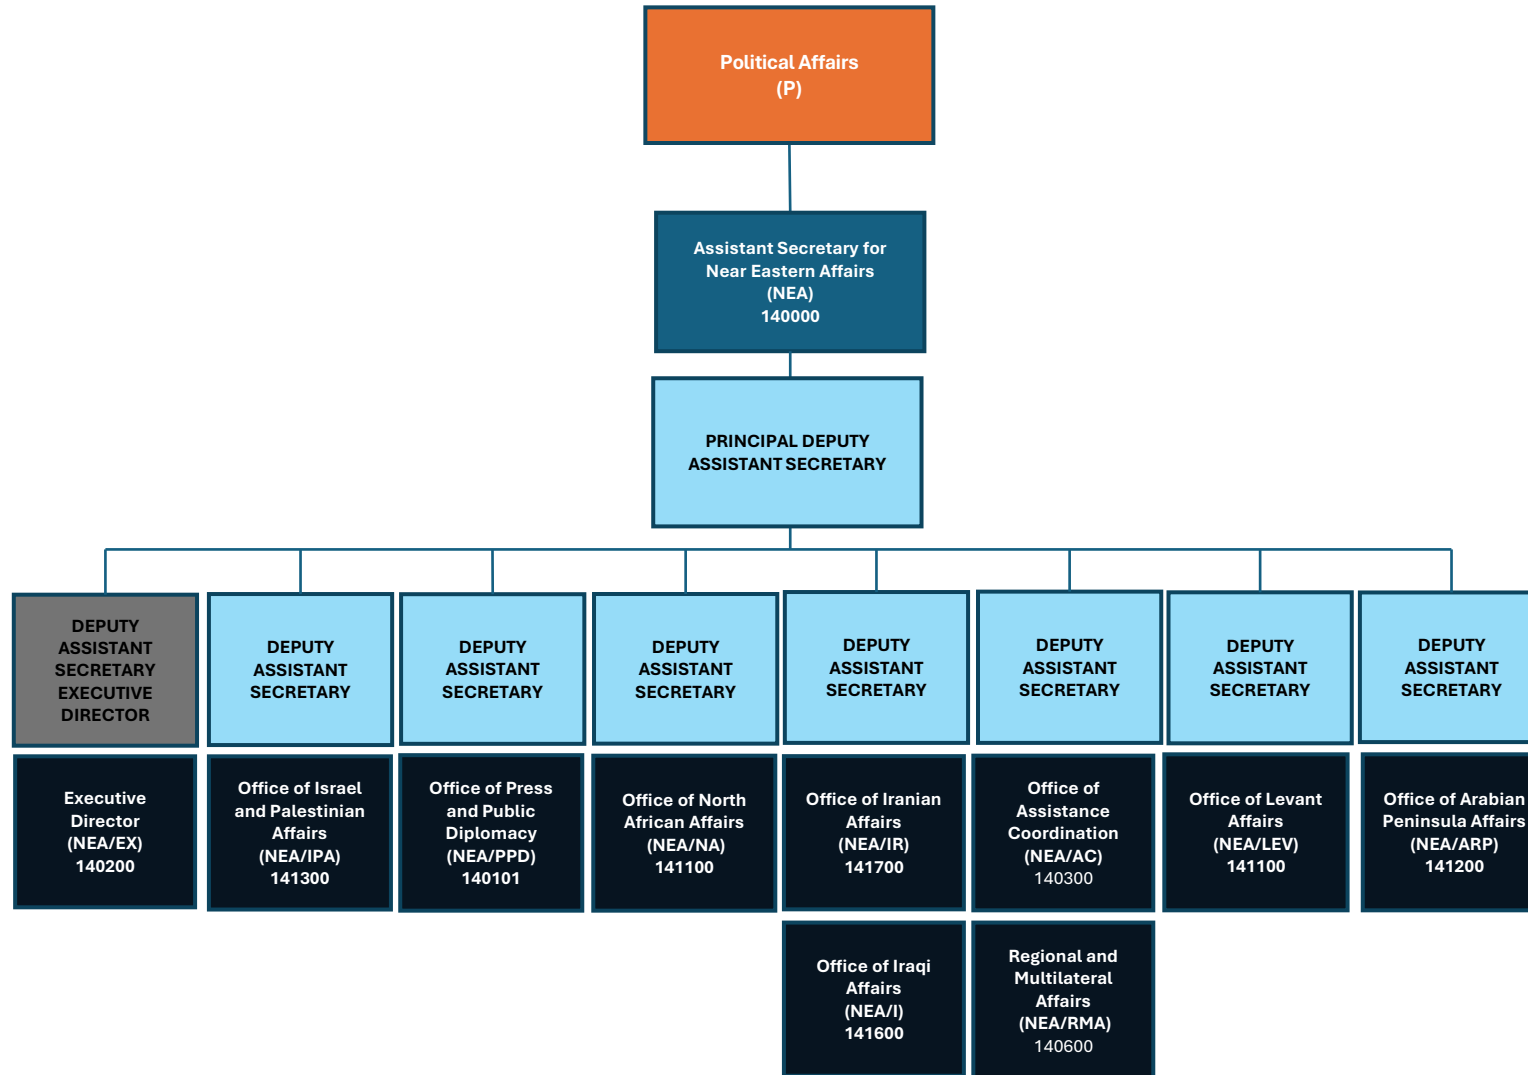 Political Affairs
(P)
Assistant Secretary for
Near Eastern Affairs
(NEA)
140000
PRINCIPAL DEPUTY
ASSISTANT SECRETARY
DEPUTY
ASSISTANT
SECRETARY
EXECUTIVE
DIRECTOR
DEPUTY
ASSISTANT
SECRETARY
DEPUTY
ASSISTANT
SECRETARY
DEPUTY
ASSISTANT
SECRETARY
DEPUTY
ASSISTANT
SECRETARY
DEPUTY
ASSISTANT
SECRETARY
DEPUTY
ASSISTANT
SECRETARY
DEPUTY
ASSISTANT
SECRETARY
Executive
Director
(NEA/EX)
140200
Office of Israel
and Palestinian
Affairs
(NEA/IPA)
141300
Office of Press
and Public
Diplomacy
(NEA/PPD)
140101
Office of North
African Affairs
(NEA/NA)
141100
Office of Iranian
Affairs
(NEA/IR)
141700
Office of
Assistance
Coordination
(NEA/AC)
140300
Office of Levant
Affairs
(NEA/LEV)
141100
Office of Arabian
Peninsula Affairs
(NEA/ARP)
141200
Office of Iraqi
Affairs
(NEA/I)
141600
Regional and
Multilateral
Affairs
(NEA/RMA)
140600